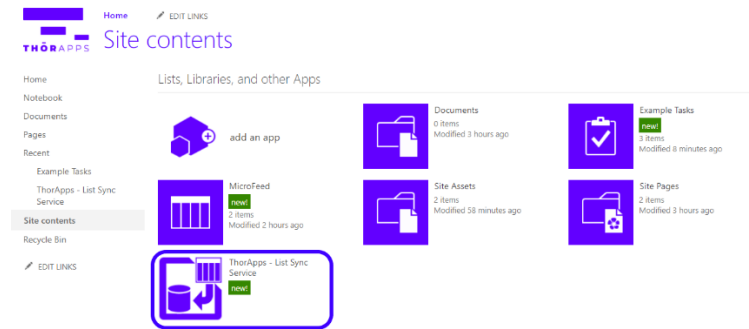 Home
EDIT LINKS
THÔRAPPS
Site contents
Home
Notebook
Documents
Pages
Recent
Example Tasks
ThorApps - List Sync
Service
Site contents
Recycle Bin
EDIT LINKS
Lists, Libraries, and other Apps
add an app
Documents
0 items
Modified 3 hours ago
Example Tasks
new!
3 items
Modified 8 minutes ago
MicroFeed
new!
2 items
Modified 2 hours ago
Site Assets
2 items
Modified 58 minutes ago
Site Pages
2 items
Modified 3 hours ago
ThorApps - List Sync
Service
new!